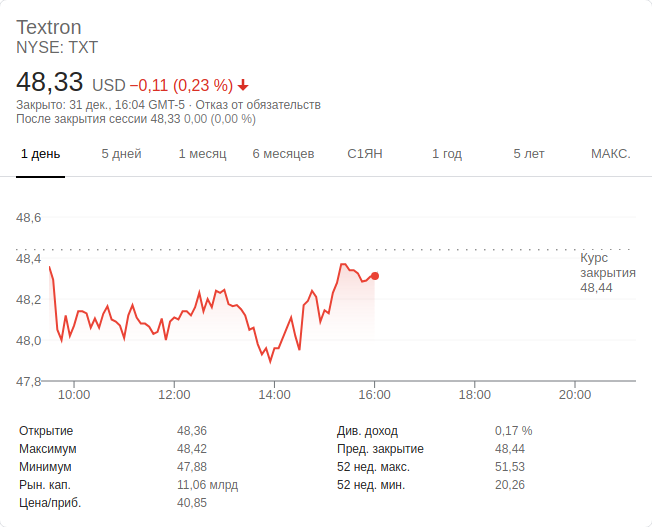 Textron
NYSE: TXT
48,33 USD −0,11 (0,23 %)
Закрыто: 31 дек., 16:04 GMT-5 · Отказ от обязательств
После закрытия сессии 48,33 0,00 (0,00 %)
1 день 5 дней 1 месяц 6 месяцев С1ЯН 1 год 5 лет МАКС.
48,6
48,4
Курс
закрытия
48,44
48,2
48,0
47,8
10:00 12:00 14:00 16:00 18:00 20:00
Открытие 48,36 Див. доход 0,17 %
Максимум 48,42 Пред. закрытие 48,44
Минимум 47,88 52 нед. макс. 51,53
Рын. кап. 11,06 млрд 52 нед. мин. 20,26
Цена/приб. 40,85